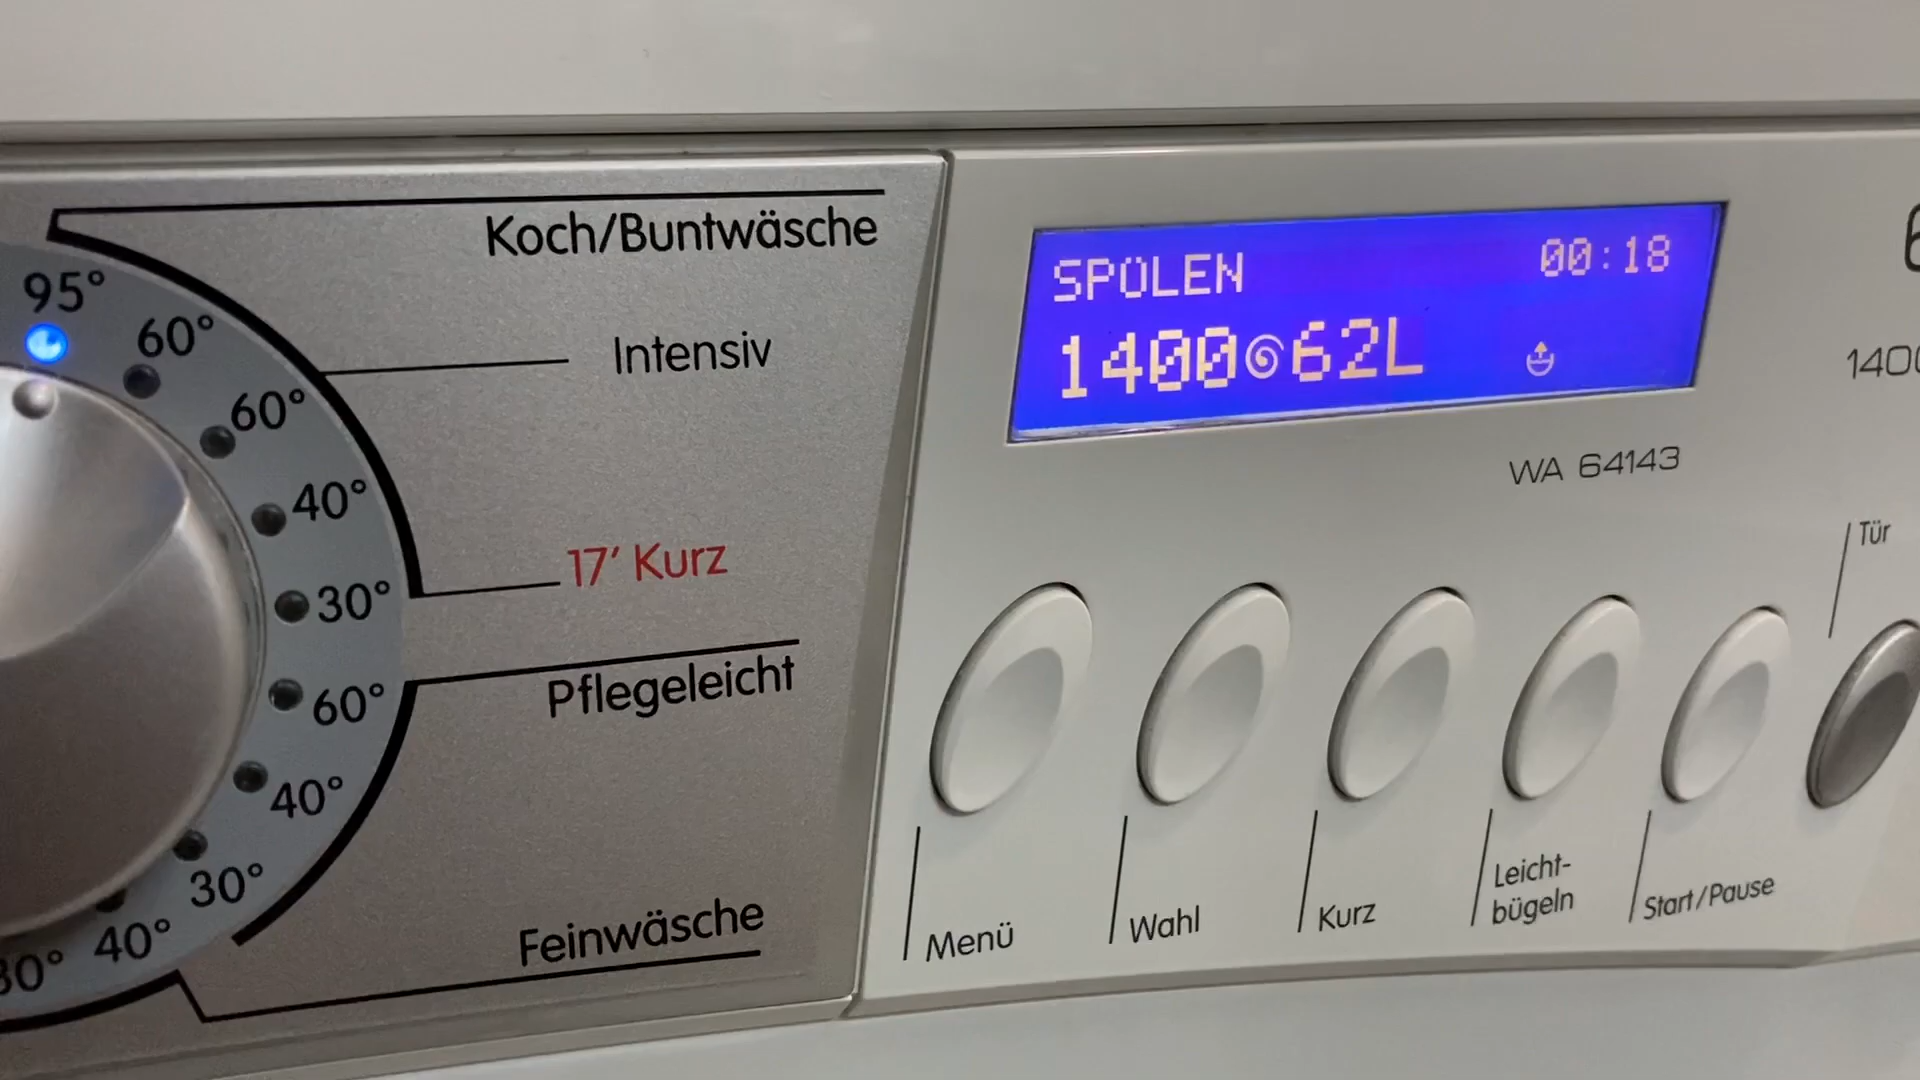 Koch/Buntwäsche
95°
60°
Intensiv
60°
40°
17' Kurz
30°
Pflegeleicht
60°
40°
30°
Feinwäsche
40°
30°
SPÜLEN 00:18
1400 62L
WA 64143
1400
Tür
Menü
Wahl
Kurz
Leicht-
bügeln
Start/Pause